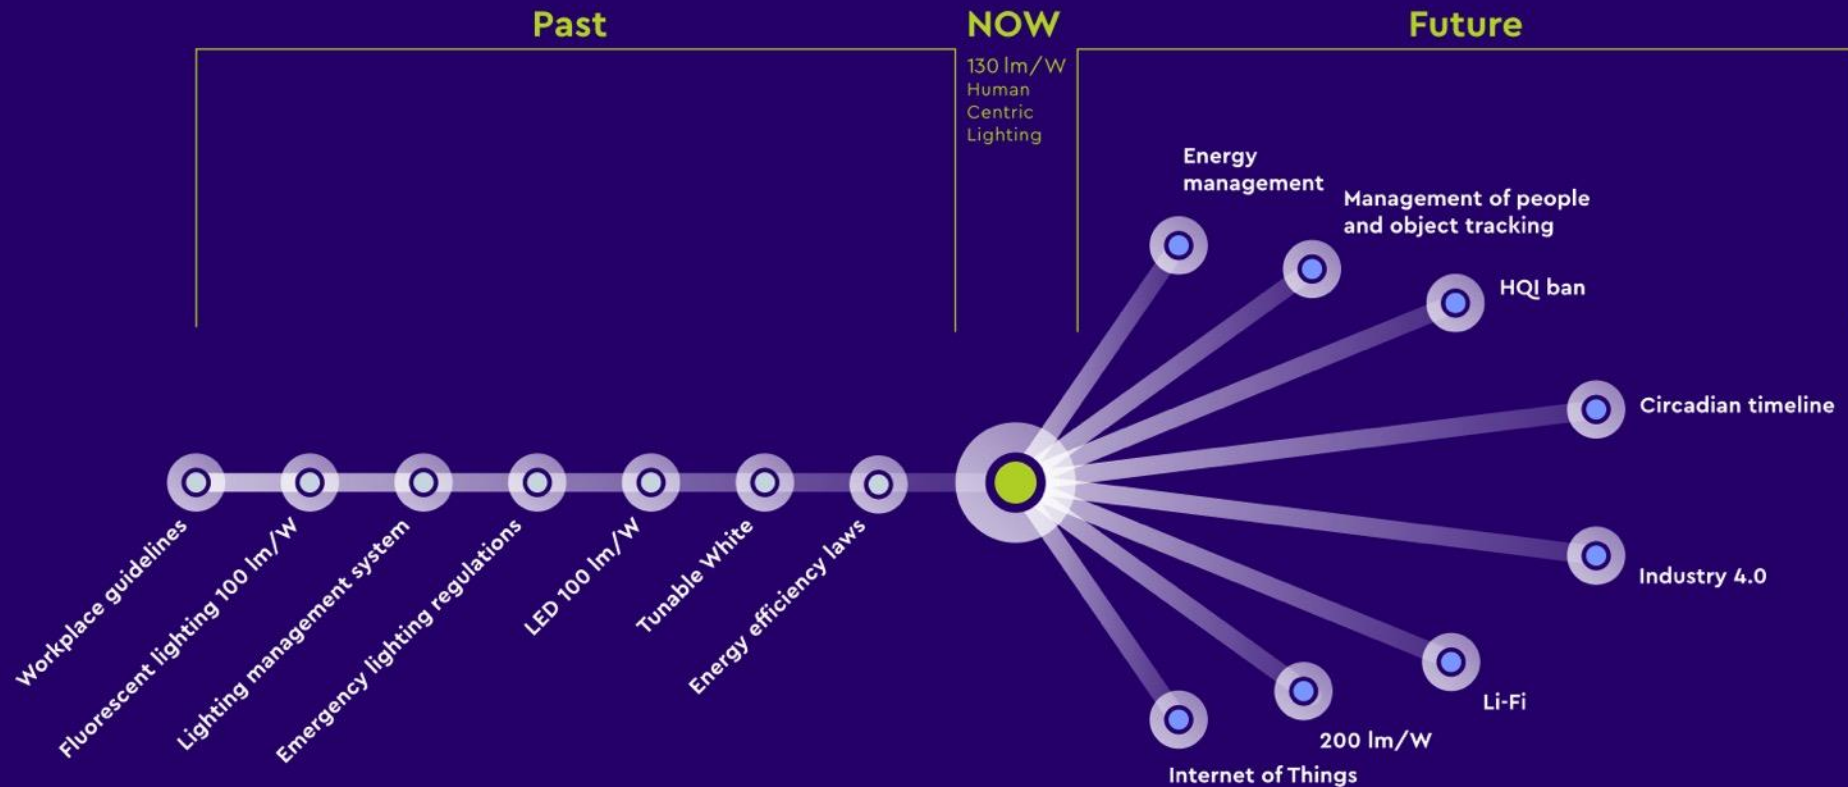 Past
NOW
Future
130 lm/W
Human
Centric
Lighting
Energy
management
Management of people
and object tracking
HQI ban
Circadian timeline
Industry 4.0
Li-Fi
200 lm/W
Internet of Things
Workplace guidelines
Fluorescent lighting 100 lm/W
Lighting management system
Emergency lighting regulations
LED 100 lm/W
Tunable White
Energy efficiency laws